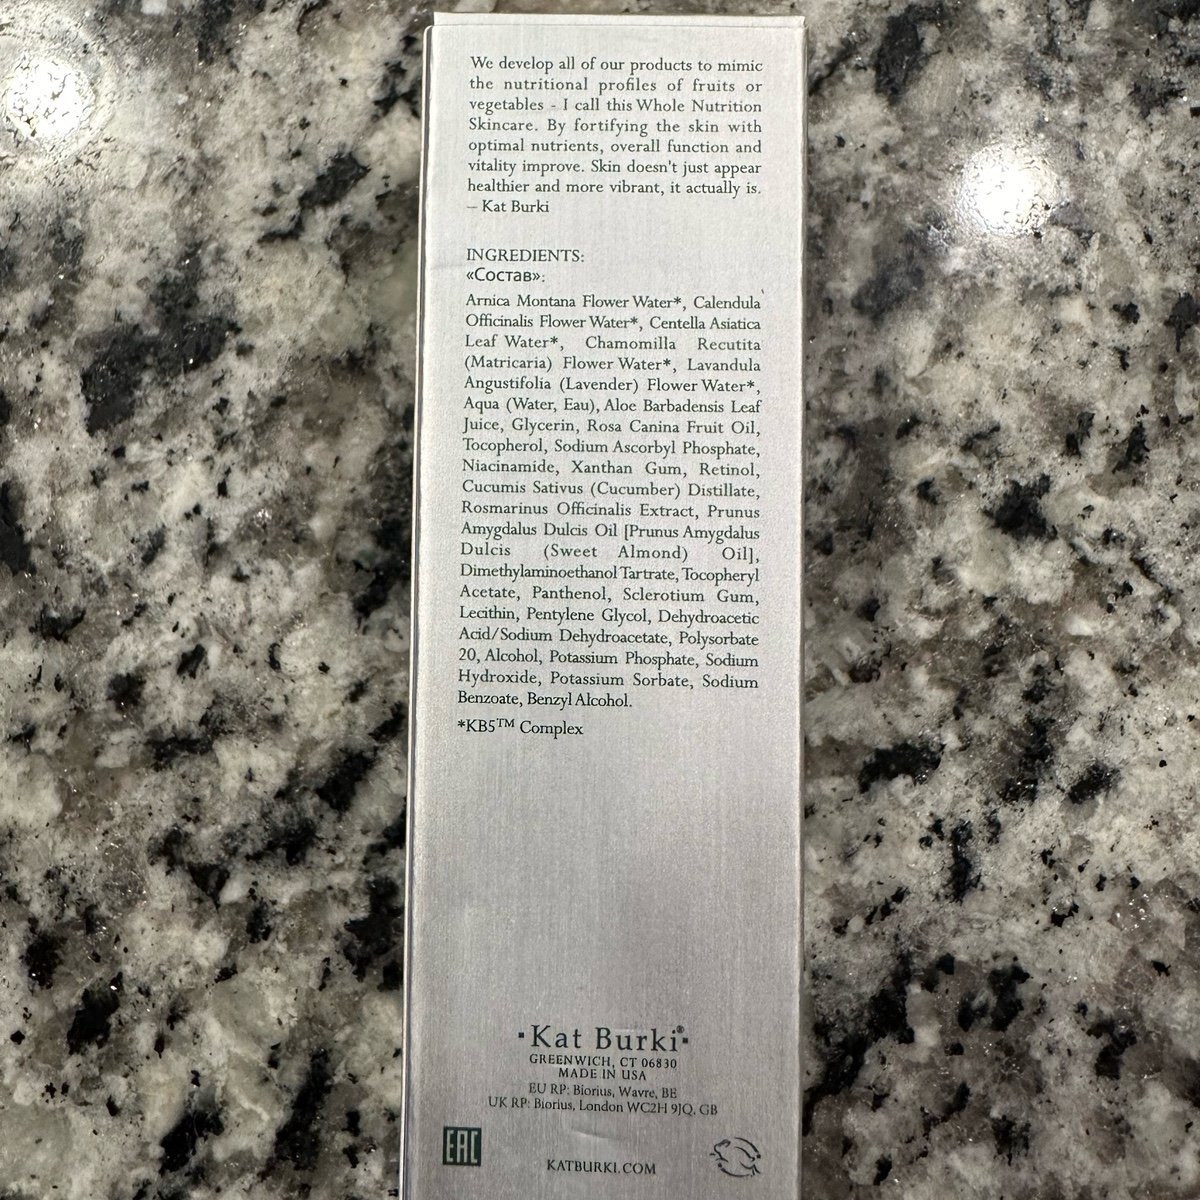 We develop all of our products to mimic
the nutritional profiles of fruits or
vegetables - I call this Whole Nutrition
Skincare. By fortifying the skin with
optimal nutrients, overall function and
vitality improve. Skin doesn't just appear
healthier and more vibrant, it actually is.
– Kat Burki
INGREDIENTS:
«Состав»:
Arnica Montana Flower Water*, Calendula
Officinalis Flower Water*, Centella Asiatica
Leaf Water*, Chamomilla Recutita
(Matricaria) Flower Water*, Lavandula
Angustifolia (Lavender) Flower Water*,
Aqua (Water, Eau), Aloe Barbadensis Leaf
Juice, Glycerin, Rosa Canina Fruit Oil,
Tocopherol, Sodium Ascorbyl Phosphate,
Niacinamide, Xanthan Gum, Retinol,
Cucumis Sativus (Cucumber) Distillate,
Rosmarinus Officinalis Extract, Prunus
Amygdalus Dulcis Oil [Prunus Amygdalus
Dulcis (Sweet Almond) Oil],
Dimethylaminoethanol Tartrate, Tocopheryl
Acetate, Panthenol, Sclerotium Gum,
Lecithin, Pentylene Glycol, Dehydroacetic
Acid/Sodium Dehydroacetate, Polysorbate
20, Alcohol, Potassium Phosphate, Sodium
Hydroxide, Potassium Sorbate, Sodium
Benzoate, Benzyl Alcohol.
*KB5™ Complex
·Kat Burki®·
GREENWICH, CT 06830
MADE IN USA
EU RP: Biorius, Wavre, BE
UK RP: Biorius, London WC2H 9JQ, GB
EAC
KATBURKI.COM